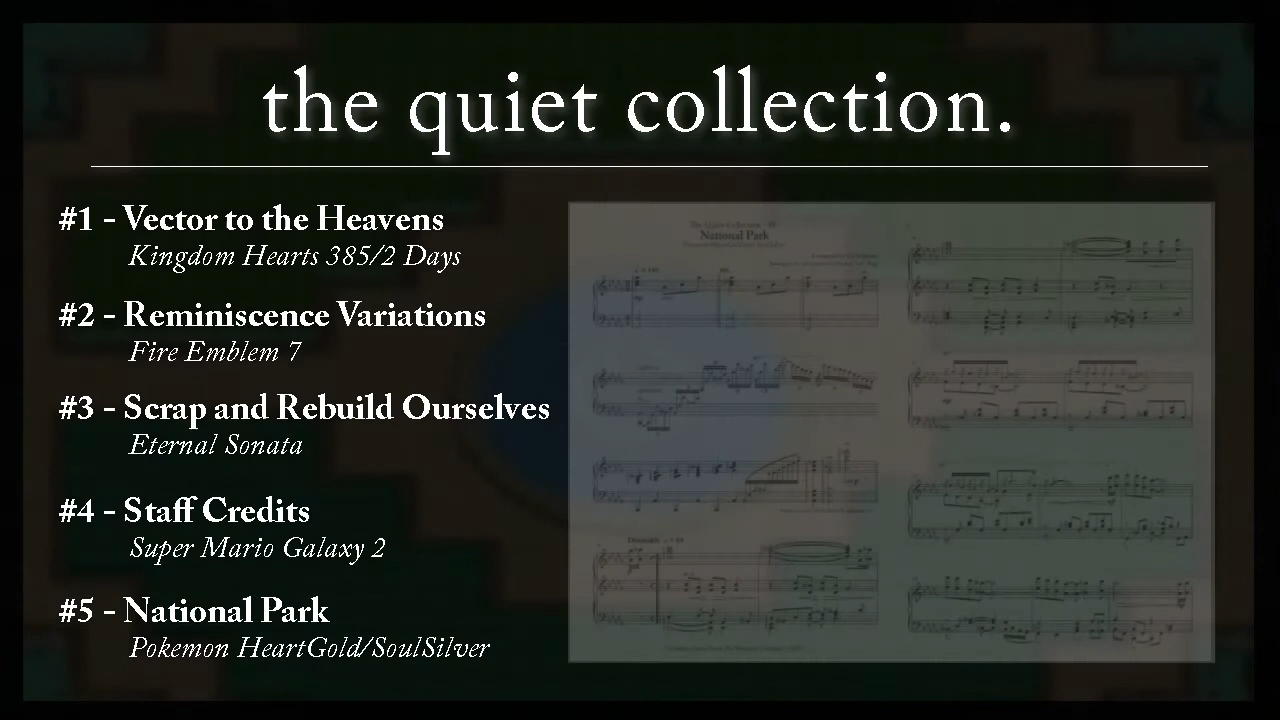 the quiet collection.
#1 - Vector to the Heavens
Kingdom Hearts 385/2 Days
#2 - Reminiscence Variations
Fire Emblem 7
#3 - Scrap and Rebuild Ourselves
Eternal Sonata
#4 - Staff Credits
Super Mario Galaxy 2
#5 - National Park
Pokemon HeartGold/SoulSilver
National Park